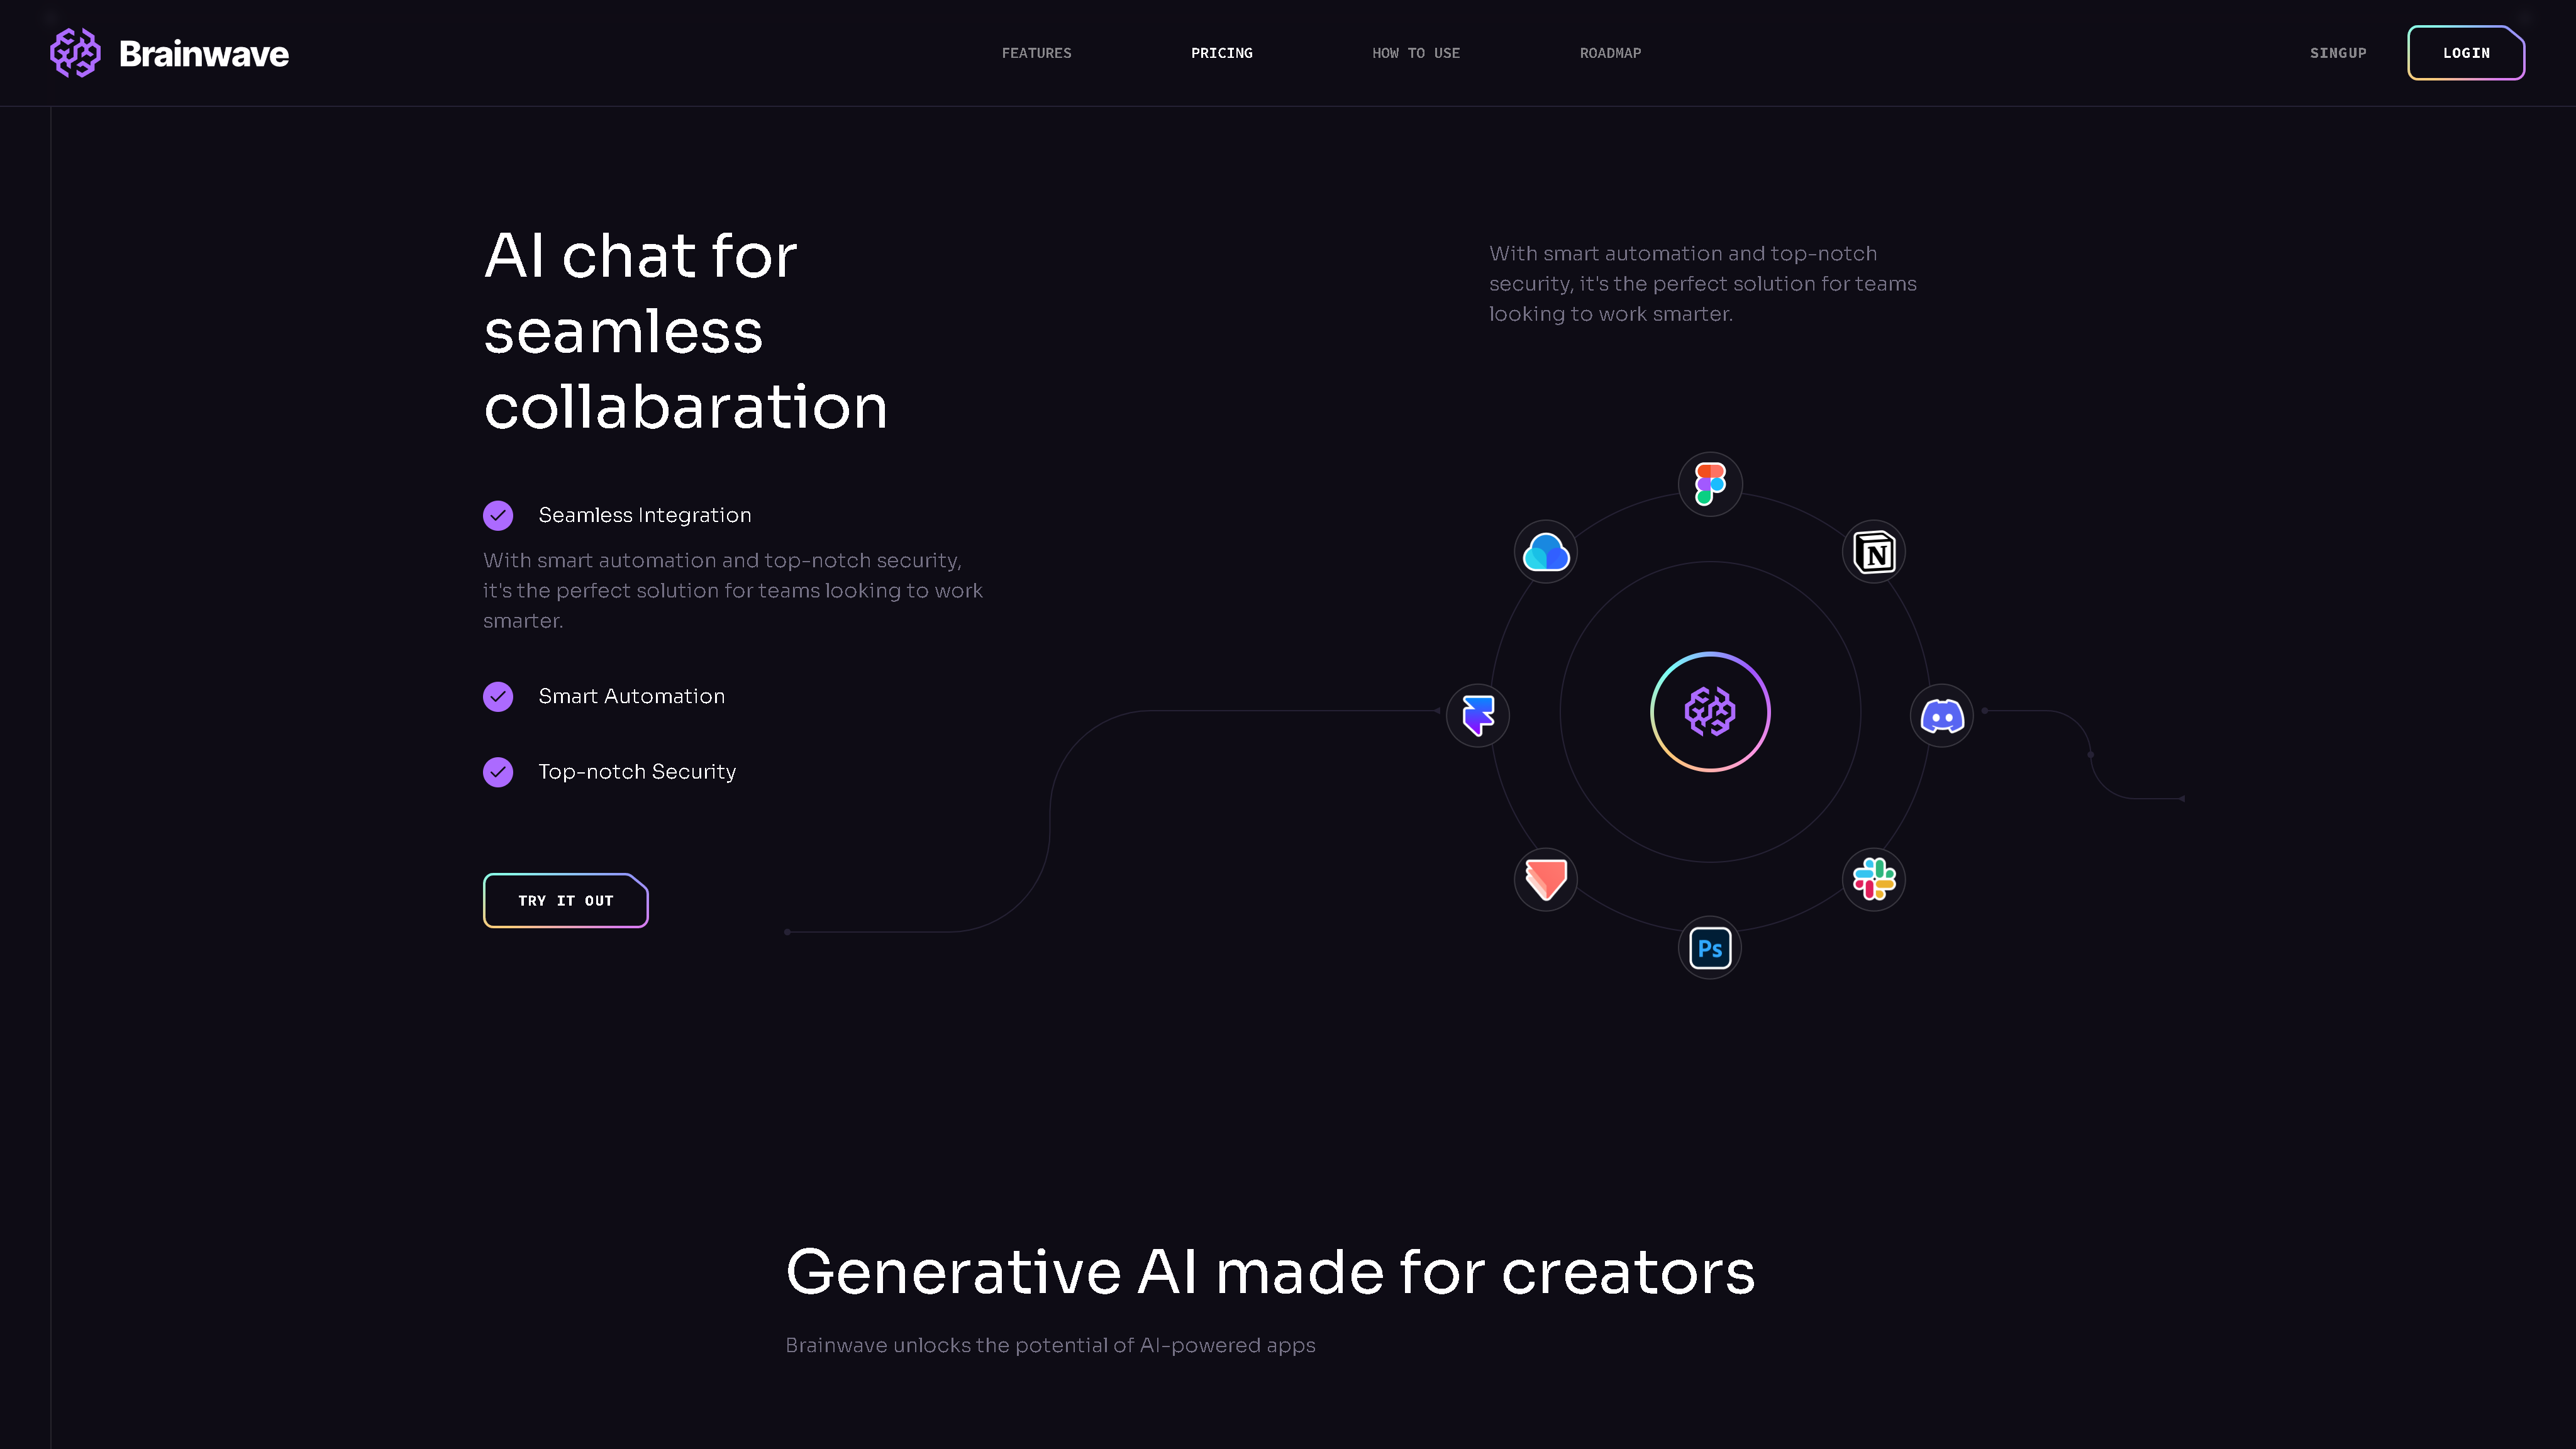 Brainwave
FEATURES
PRICING
HOW TO USE
ROADMAP
SINGUP
LOGIN
AI chat for
seamless
collabaration
With smart automation and top-notch
security, it's the perfect solution for teams
looking to work smarter.
Seamless Integration
With smart automation and top-notch security,
it's the perfect solution for teams looking to work
smarter.
Smart Automation
Top-notch Security
TRY IT OUT
N
Ps
Generative AI made for creators
Brainwave unlocks the potential of AI-powered apps